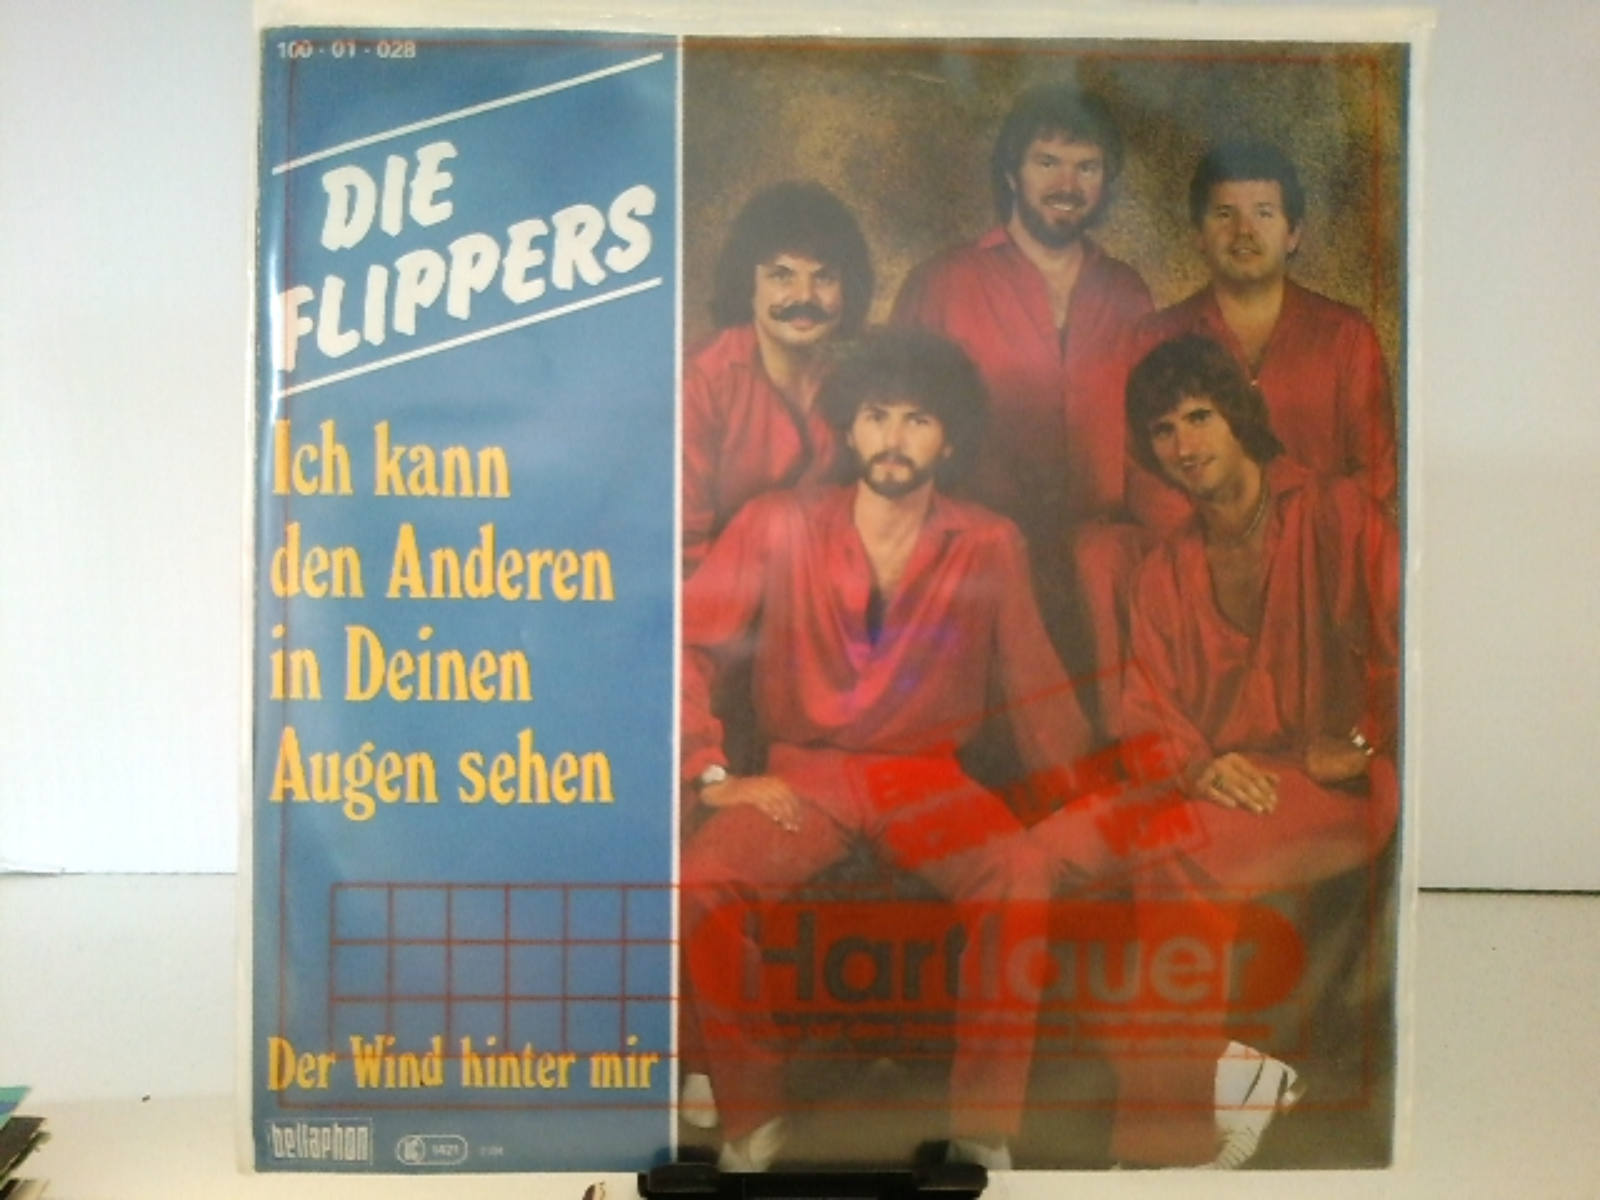 100 - 01 - 028
DIE
FLIPPERS
Ich kann
den Anderen
in Deinen
Augen sehen
Der Wind hinter mir
bellaphon
Hartlauer
VON